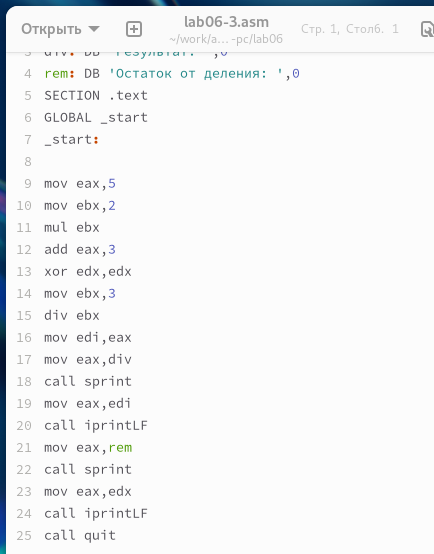 Открыть
lab06-3.asm
~/work/a... -pc/lab06
Стр. 1, Столб. 1
3 div: DB 'Результат: ',0
4 rem: DB 'Остаток от деления: ',0
5 SECTION .text
6 GLOBAL _start
7 _start:
8
9 mov eax,5
10 mov ebx,2
11 mul ebx
12 add eax,3
13 xor edx,edx
14 mov ebx,3
15 div ebx
16 mov edi,eax
17 mov eax,div
18 call sprint
19 mov eax,edi
20 call iprintLF
21 mov eax,rem
22 call sprint
23 mov eax,edx
24 call iprintLF
25 call quit